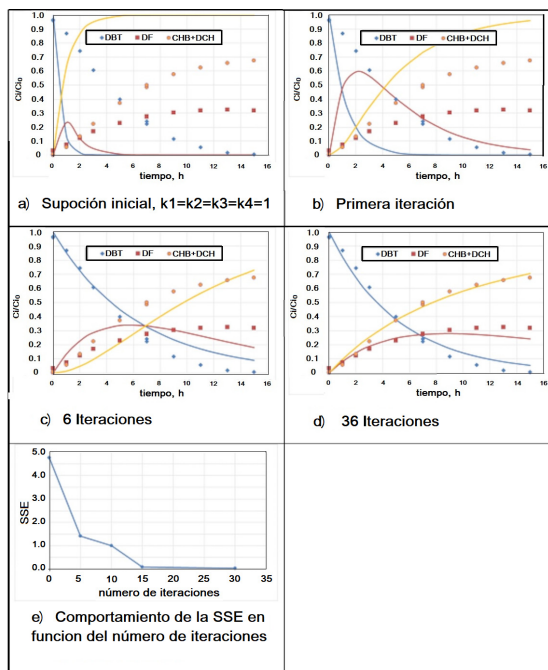 1.0
0.9
0.8
0.7
0.6
0.5
0.4
0.3
0.2
0.1
0
Ci/Ci₀
DBT DF CHB+DCH
0 2 4 6 8 10 12 14 16
tiempo, h
a) Supoción inicial, k1=k2=k3=k4=1
1.0
0.9
0.8
0.7
0.6
0.5
0.4
0.3
0.2
0.1
0
Ci/Ci₀
DBT DF CHB+DCH
0 2 4 6 8 10 12 14 16
tiempo, h
b) Primera iteración
1.0
0.9
0.8
0.7
0.6
0.5
0.4
0.3
0.2
0.1
0
Ci/Ci₀
DBT DF CHB+DCH
0 2 4 6 8 10 12 14 16
tiempo, h
c) 6 Iteraciones
1.0
0.9
0.8
0.7
0.6
0.5
0.4
0.3
0.2
0.1
0
Ci/Ci₀
DBT DF CHB+DCH
0 2 4 6 8 10 12 14 16
tiempo, h
d) 36 Iteraciones
5.0
4.0
3.0
2.0
1.0
0.0
SSE
0 5 10 15 20 25 30 35
número de iteraciones
e) Comportamiento de la SSE en
funcion del número de iteraciones